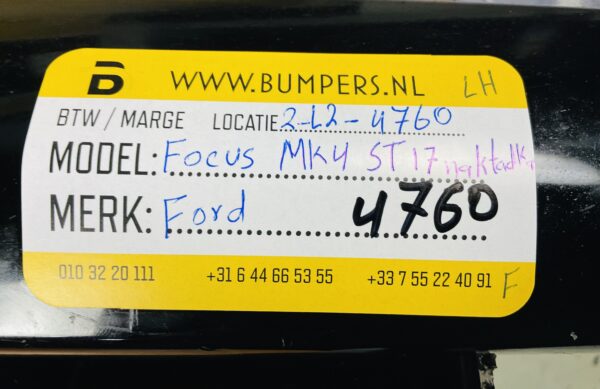 B WWW.BUMPERS.NL LH
BTW / MARGE LOCATIE 2-L2-4760
MODEL: Focus MK4 ST 17
MERK: Ford 4760
010 32 20 111 +31 6 44 66 53 55 +33 7 55 22 40 91 F